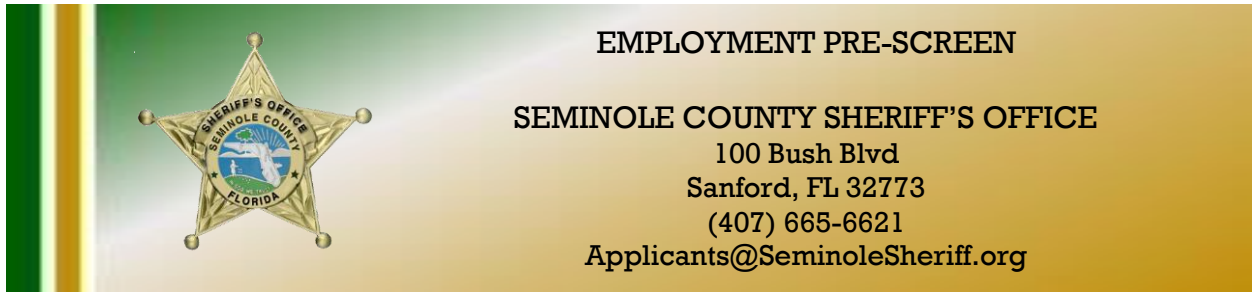 EMPLOYMENT PRE-SCREEN
SEMINOLE COUNTY SHERIFF'S OFFICE
100 Bush Blvd
Sanford, FL 32773
(407) 665-6621
Applicants@SeminoleSheriff.org
SHERIFF'S OFFICE
SEMINOLE COUNTY
FLORIDA